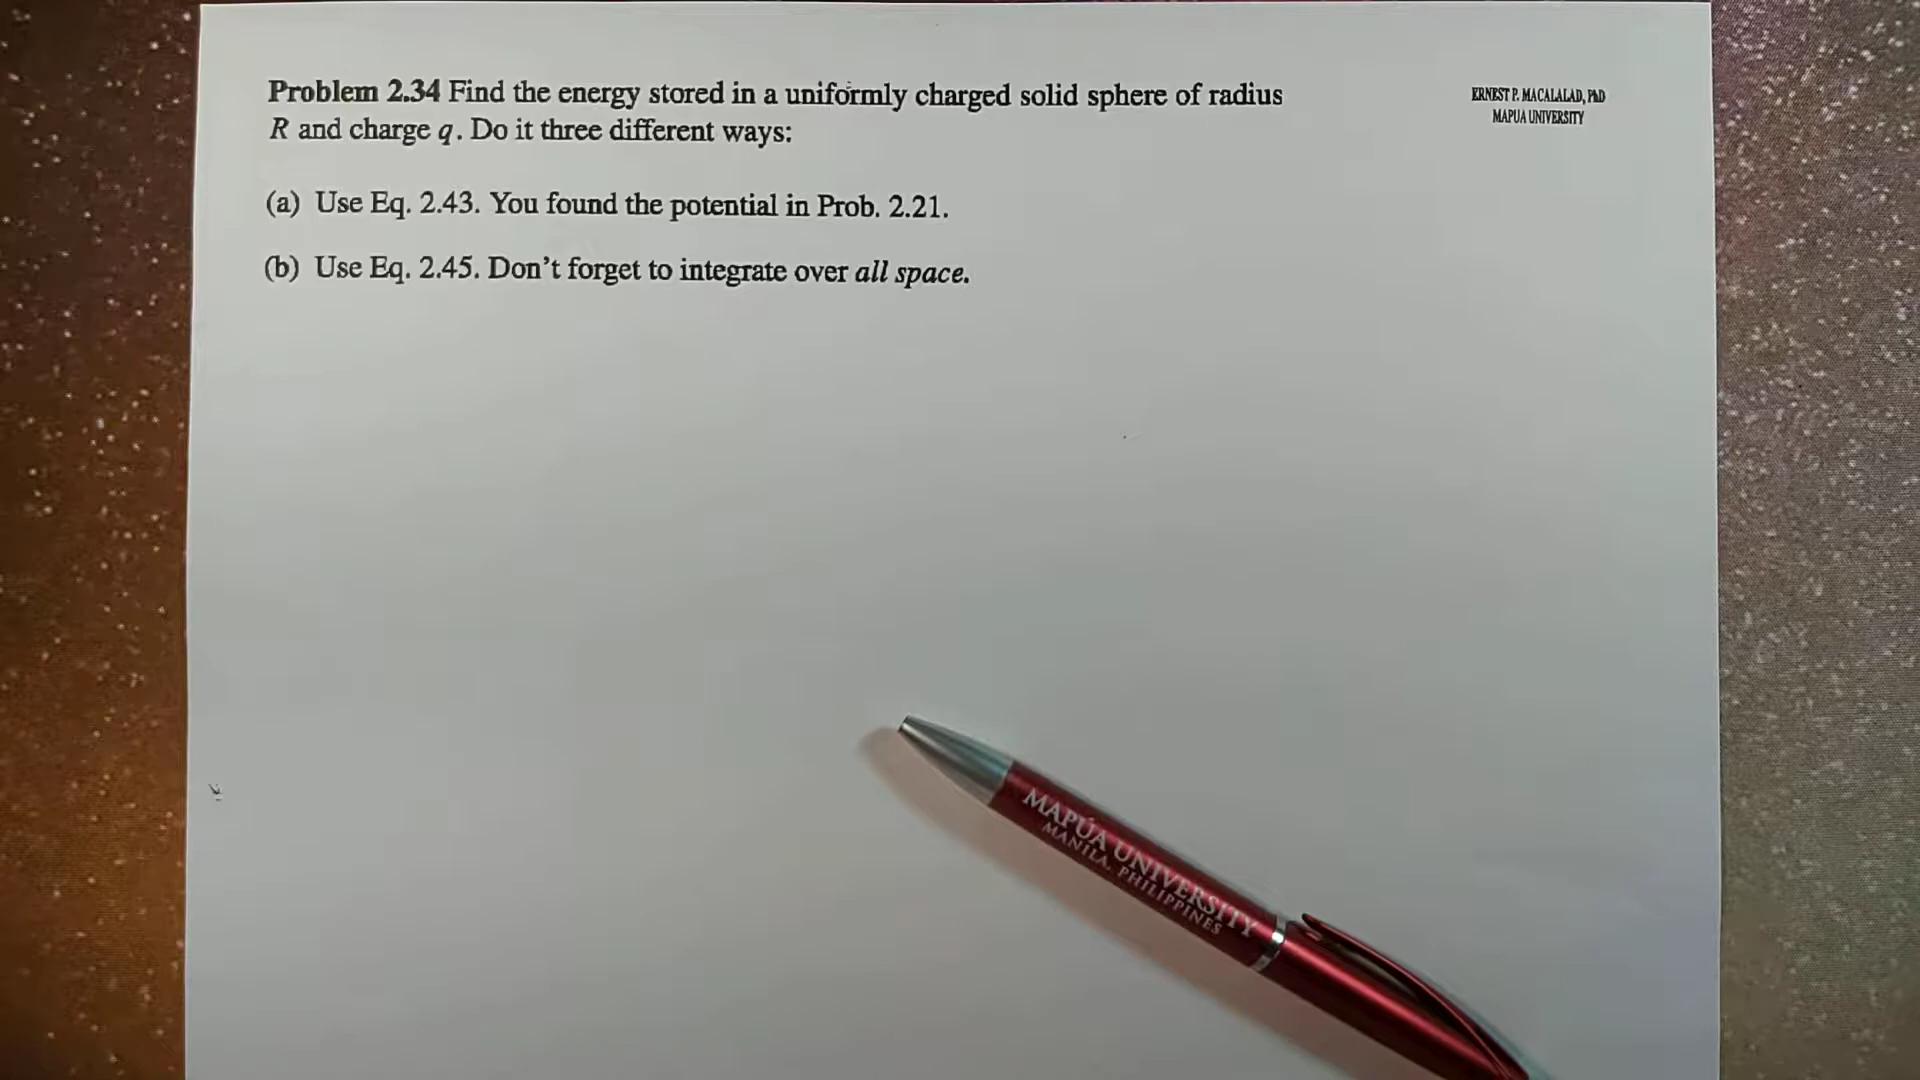 Problem 2.34 Find the energy stored in a uniformly charged solid sphere of radius
R and charge q. Do it three different ways:
ERNEST P. MACALALAD, PhD
MAPUA UNIVERSITY
(a) Use Eq. 2.43. You found the potential in Prob. 2.21.
(b) Use Eq. 2.45. Don't forget to integrate over all space.
MAPÚA UNIVERSITY
MANILA, PHILIPPINES